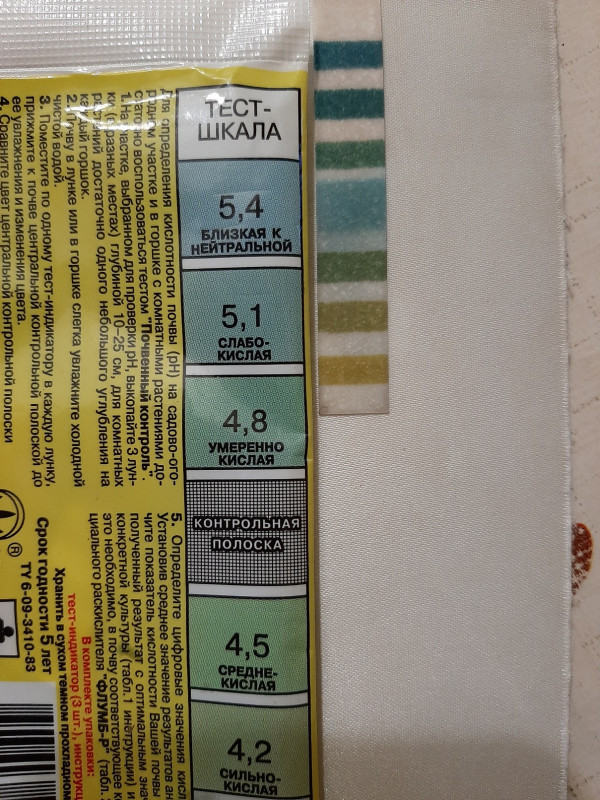 ТЕСТ-
ШКАЛА
5,4
БЛИЗКАЯ К
НЕЙТРАЛЬНОЙ
5,1
СЛАБО-
КИСЛАЯ
4,8
УМЕРЕННО
КИСЛАЯ
КОНТРОЛЬНАЯ
ПОЛОСКА
4,5
СРЕДНЕ-
КИСЛАЯ
4,2
СИЛЬНО-
КИСЛАЯ
Для определения кислотности почвы (pH) на садово-ого-
родном участке и в горшке с комнатными растениями до-
статочно воспользоваться тестом "Почвенный контроль".
1. На участке, выбранном для проверки pH, выкопайте 3 лун-
ки (в разных местах) глубиной 10-25 см, для комнатных
растений достаточно одного небольшого углубления на
каждый горшок.
2. Почву в лунке или в горшке слегка увлажните холодной
чистой водой.
3. Поместите по одному тест-индикатору в каждую лунку,
прижмите к почве центральной контрольной полоской до
ее увлажнения и изменения цвета.
4. Сравните цвет центральной контрольной полоски
5. Определите цифровые значения кисл
Установив среднее значение результатов ан
чите показатель кислотности Вашей почвы
полученный результат с оптимальным зна
конкретной культуры (табл. 1 инструкции) и
это необходимо, в почву соответствующее к
циального раскислителя "ФЛУМБ-Р" (табл.
В комплекте упаковки:
тест-индикатор (3 шт.), инструкц
Хранить в сухом темном прохладном
Срок годности 5 лет
ТУ 6-09-3410-83
®